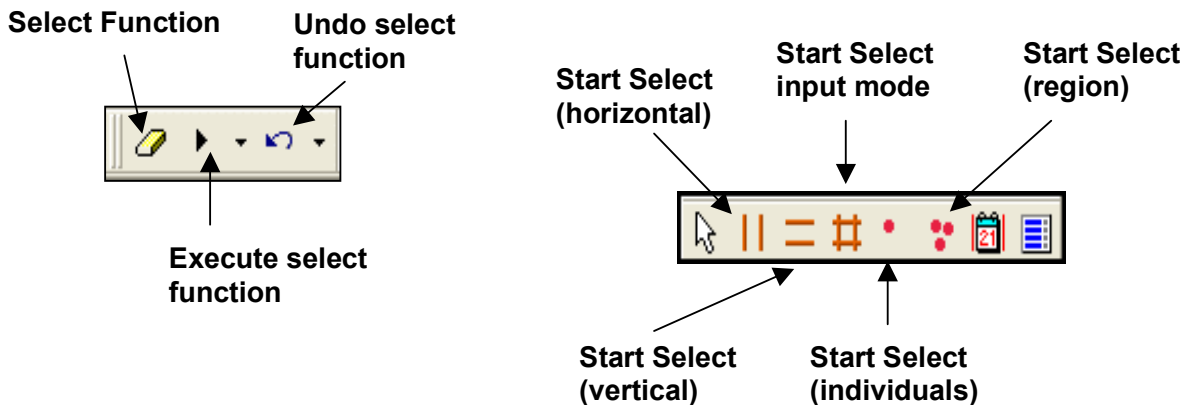 Select Function
Undo select
function
Execute select
function
Start Select
(horizontal)
Start Select
input mode
Start Select
(region)
21
Start Select
(vertical)
Start Select
(individuals)